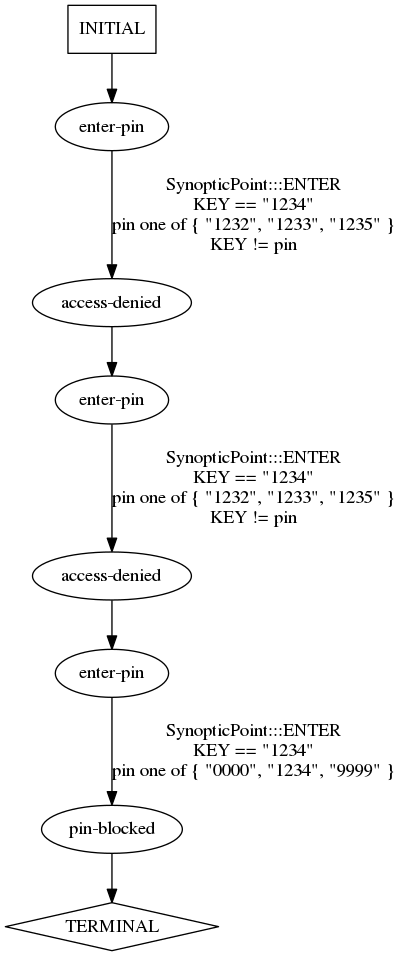 INITIAL
enter-pin
SynopticPoint:::ENTER
KEY == "1234"
pin one of { "1232", "1233", "1235" }
KEY != pin
access-denied
enter-pin
SynopticPoint:::ENTER
KEY == "1234"
pin one of { "1232", "1233", "1235" }
KEY != pin
access-denied
enter-pin
SynopticPoint:::ENTER
KEY == "1234"
pin one of { "0000", "1234", "9999" }
pin-blocked
TERMINAL